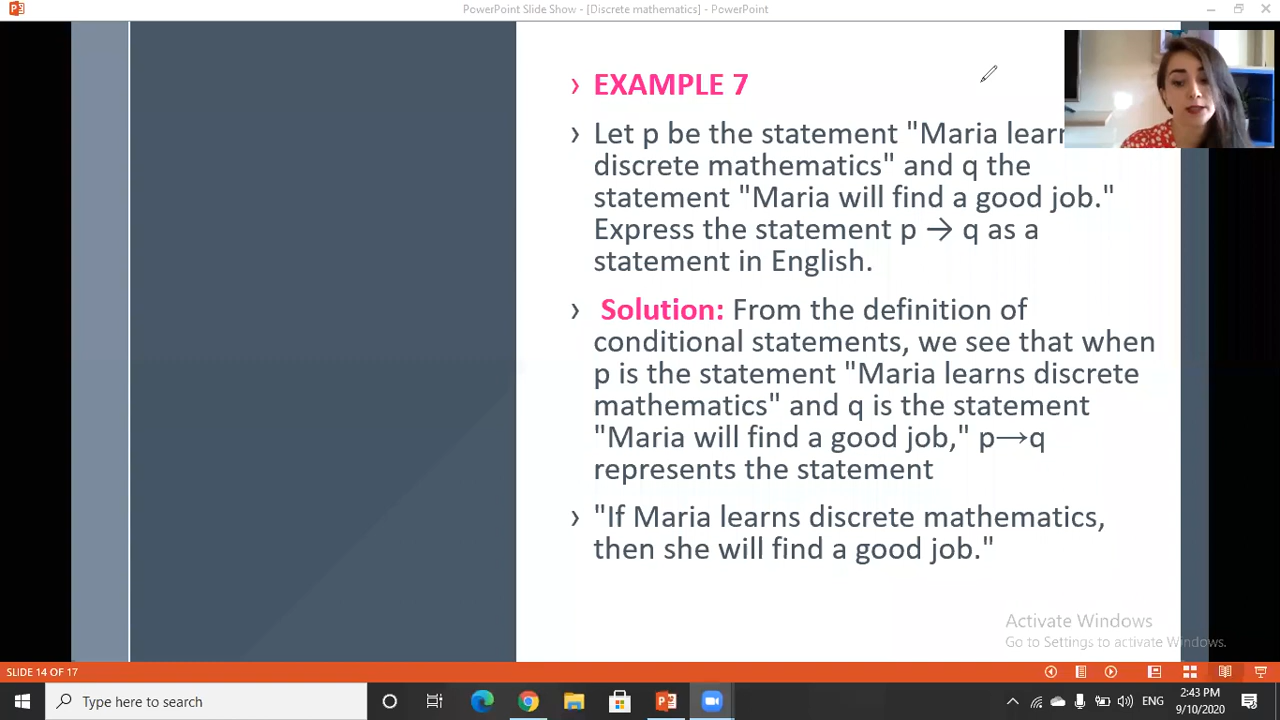 PowerPoint Slide Show - [Discrete mathematics] - PowerPoint
› EXAMPLE 7
› Let p be the statement "Maria
discrete mathematics" and q the
statement "Maria will find a good job."
Express the statement p → q as a
statement in English.
› Solution: From the definition of
conditional statements, we see that when
p is the statement "Maria learns discrete
mathematics" and q is the statement
"Maria will find a good job," p→q
represents the statement
› "If Maria learns discrete mathematics,
then she will find a good job."
Activate Windows
Go to Settings to activate Windows.
SLIDE 14 OF 17
Type here to search
ENG
2:43 PM
9/10/2020